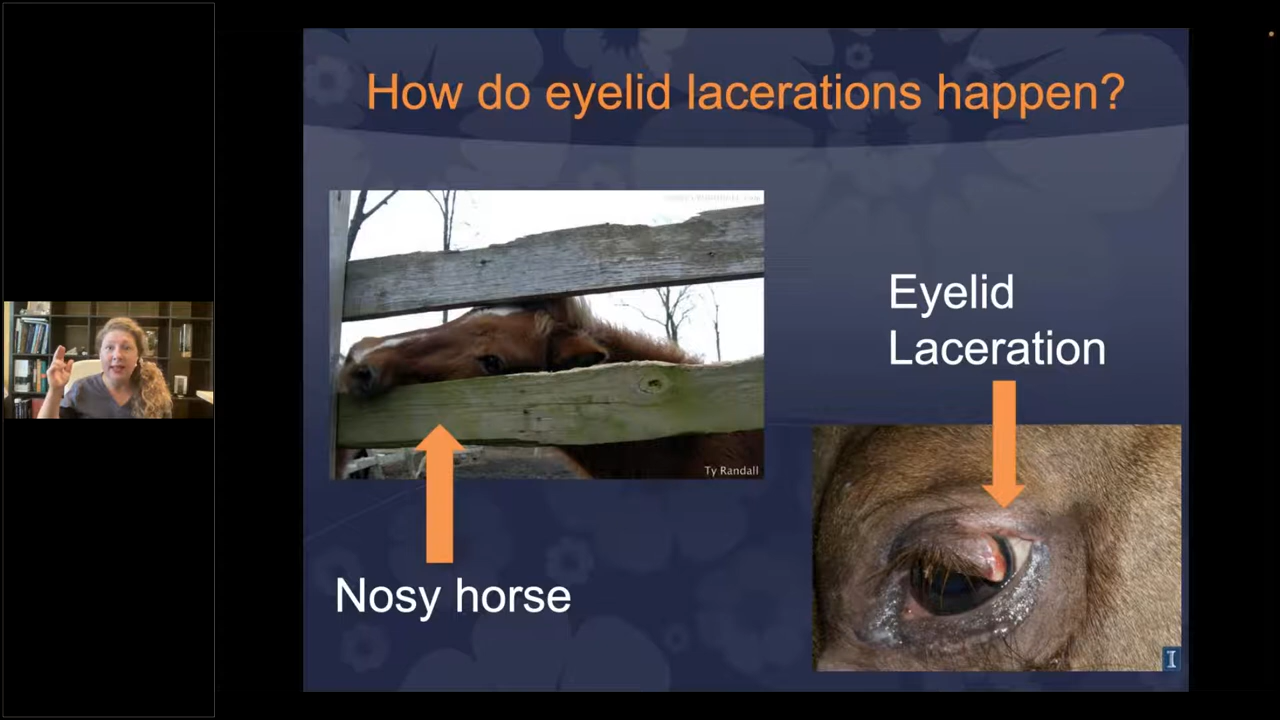 How do eyelid lacerations happen?
Eyelid
Laceration
Ty Randall
Nosy horse
I